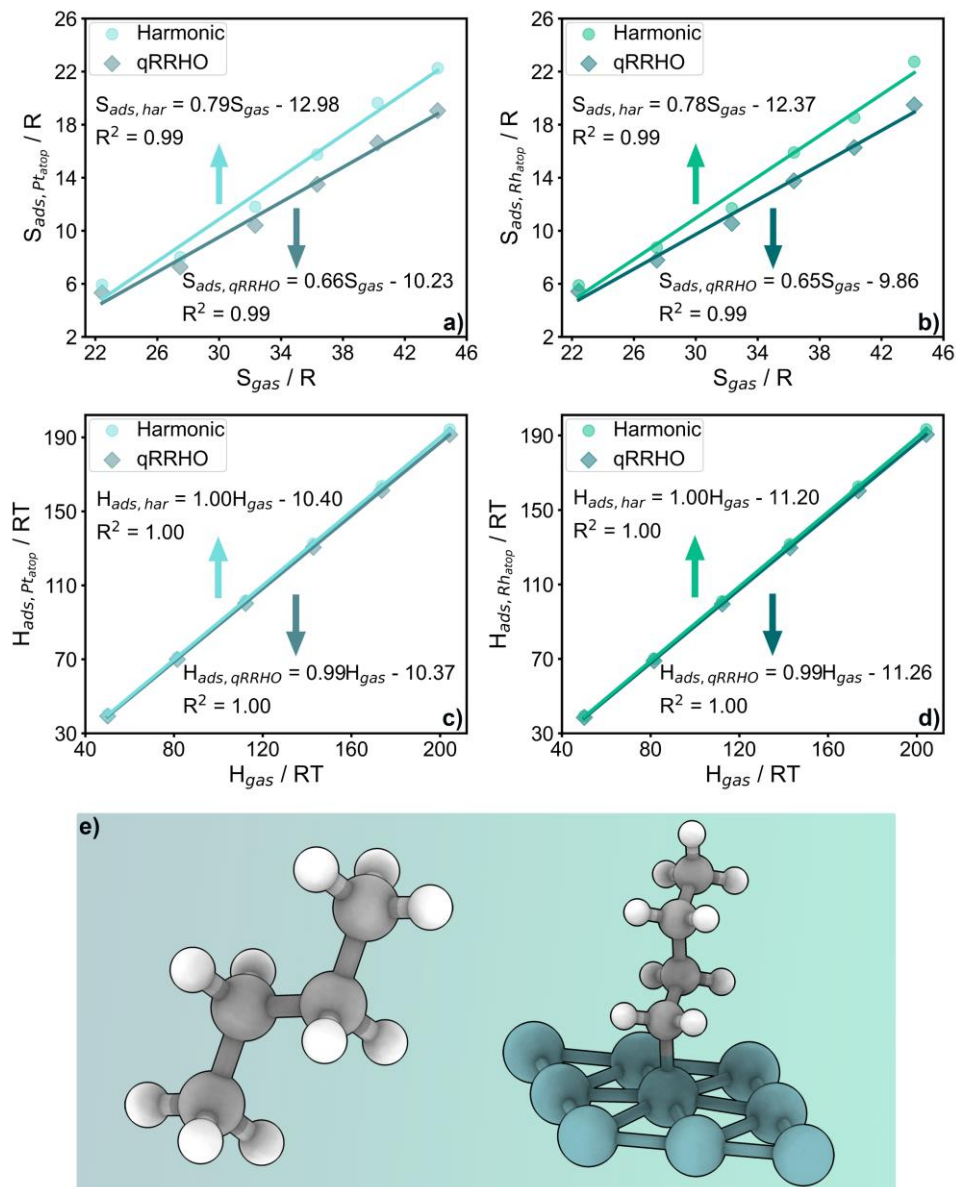 26
22
18
14
10
6
2
S_ads,Pt_atop / R
Harmonic
qRRHO
S_ads,har = 0.79S_gas - 12.98
R² = 0.99
S_ads,qRRHO = 0.66S_gas - 10.23
R² = 0.99
a)
22 26 30 34 38 42 46
S_gas / R
26
22
18
14
10
6
2
S_ads,Rh_atop / R
Harmonic
qRRHO
S_ads,har = 0.78S_gas - 12.37
R² = 0.99
S_ads,qRRHO = 0.65S_gas - 9.86
R² = 0.99
b)
22 26 30 34 38 42 46
S_gas / R
190
150
110
70
30
H_ads,Pt_atop / RT
Harmonic
qRRHO
H_ads,har = 1.00H_gas - 10.40
R² = 1.00
H_ads,qRRHO = 0.99H_gas - 10.37
R² = 1.00
c)
40 80 120 160 200
H_gas / RT
190
150
110
70
30
H_ads,Rh_atop / RT
Harmonic
qRRHO
H_ads,har = 1.00H_gas - 11.20
R² = 1.00
H_ads,qRRHO = 0.99H_gas - 11.26
R² = 1.00
d)
40 80 120 160 200
H_gas / RT
e)